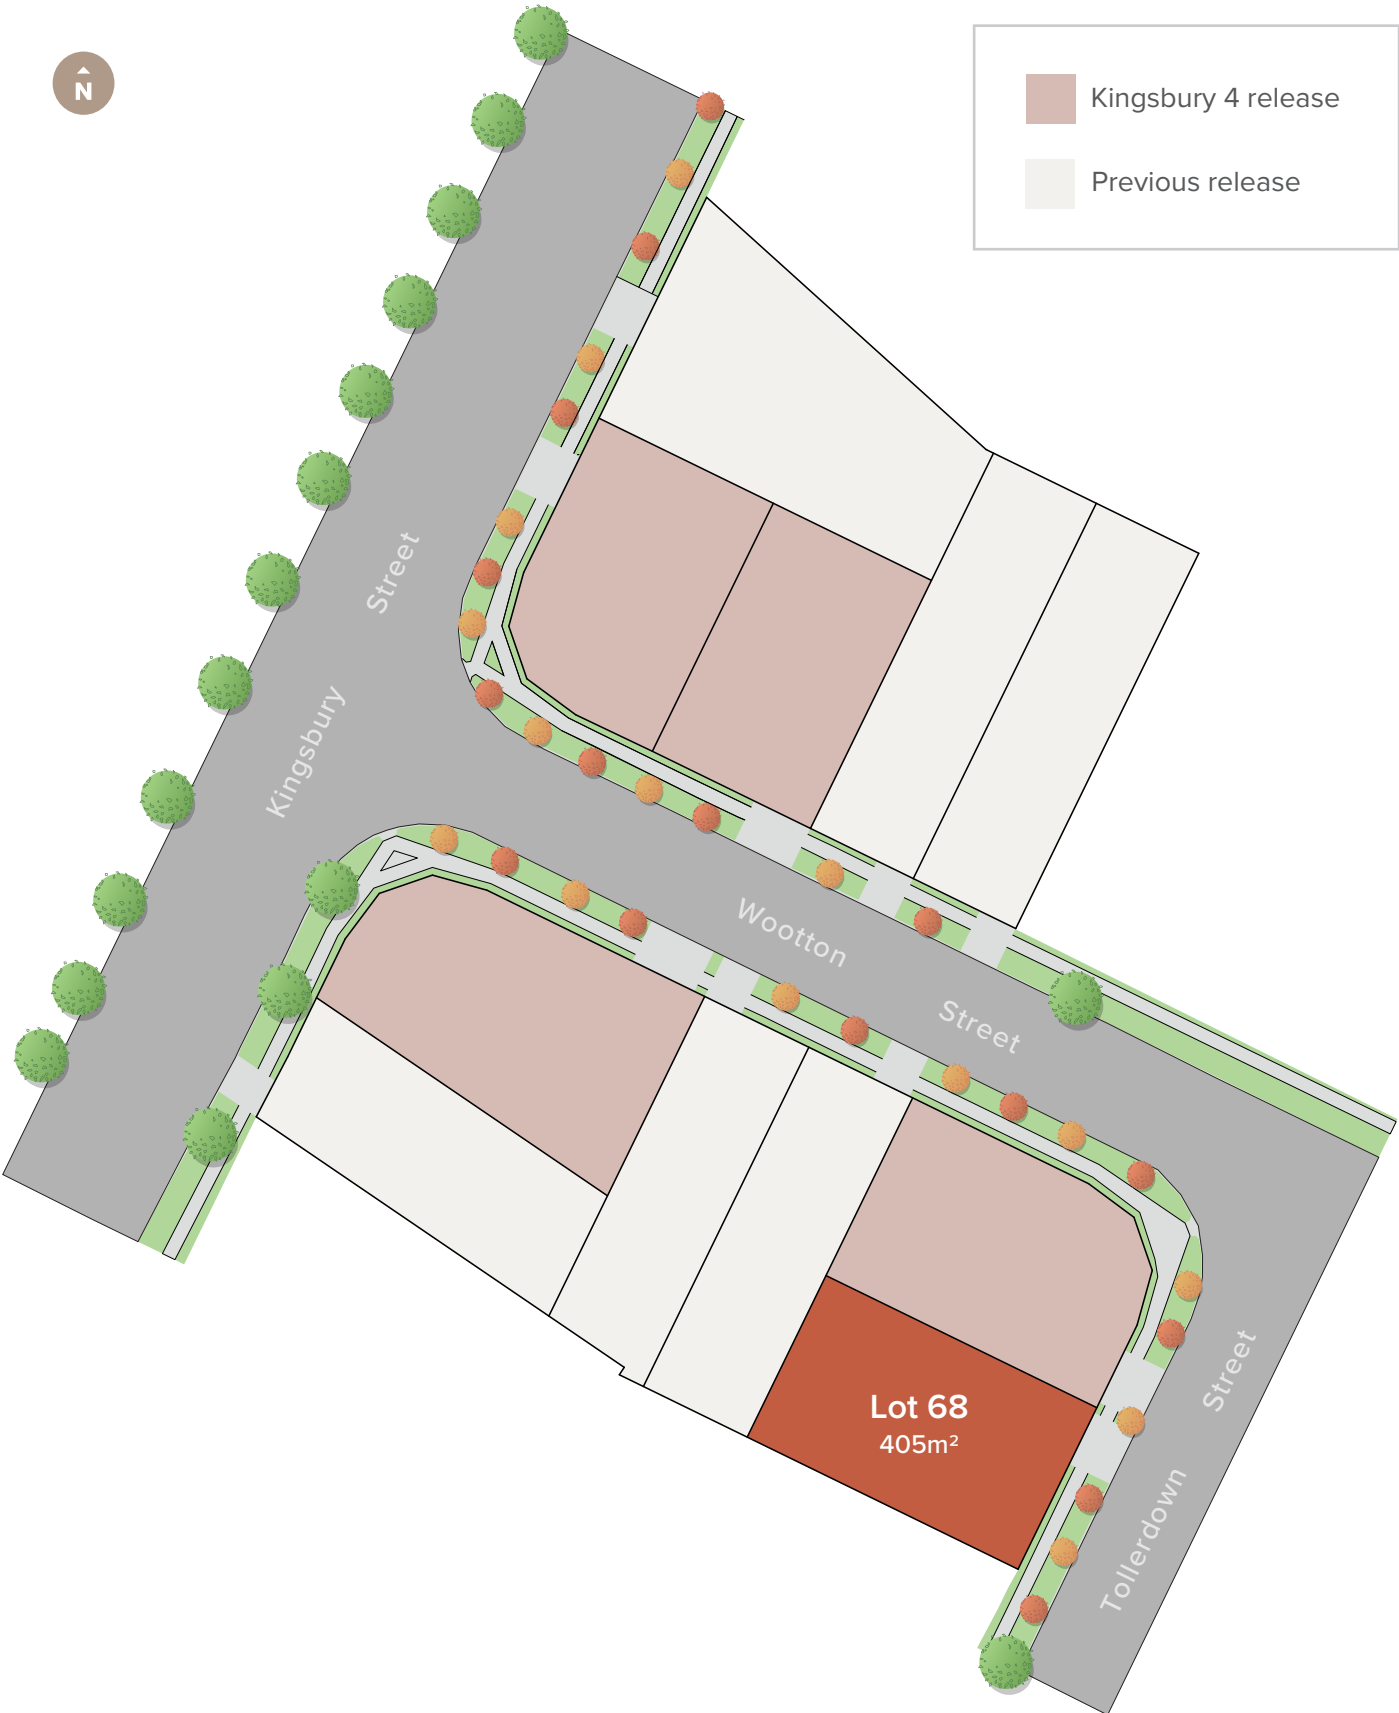 N
Kingsbury 4 release
Previous release
Kingsbury Street
Wootton Street
Lot 68
405m²
Tollerdown Street